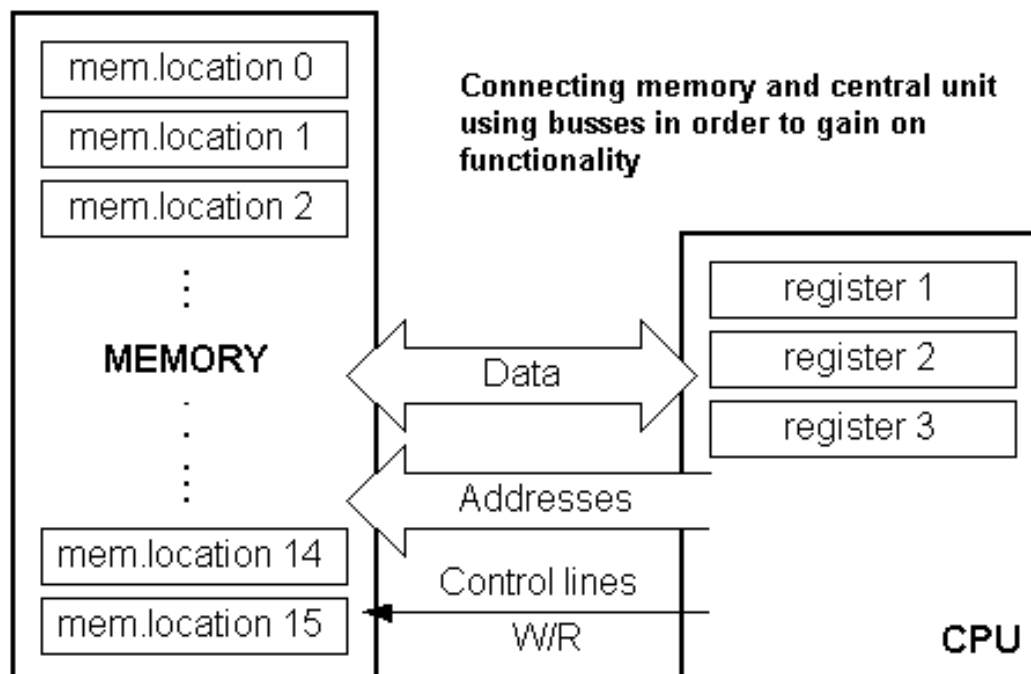 mem.location 0
mem.location 1
mem.location 2
MEMORY
mem.location 14
mem.location 15
Connecting memory and central unit
using busses in order to gain on
functionality
Data
Addresses
Control lines
W/R
register 1
register 2
register 3
CPU